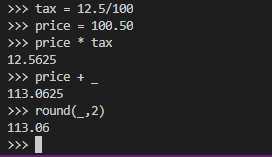 >>> tax = 12.5/100
>>> price = 100.50
>>> price * tax
12.5625
>>> price + _
113.0625
>>> round(_,2)
113.06
>>>